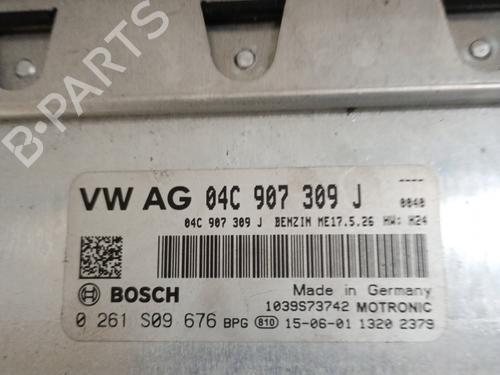 B-PARTS
VW AG 04C 907 309 J ----
0040
04C 907 309 J BENZIN ME17.5.26 HW: H24
BOSCH
Made in Germany
1039S73742 MOTRONIC
0 261 S09 676 BPG 810 15-06-01 1320 2379